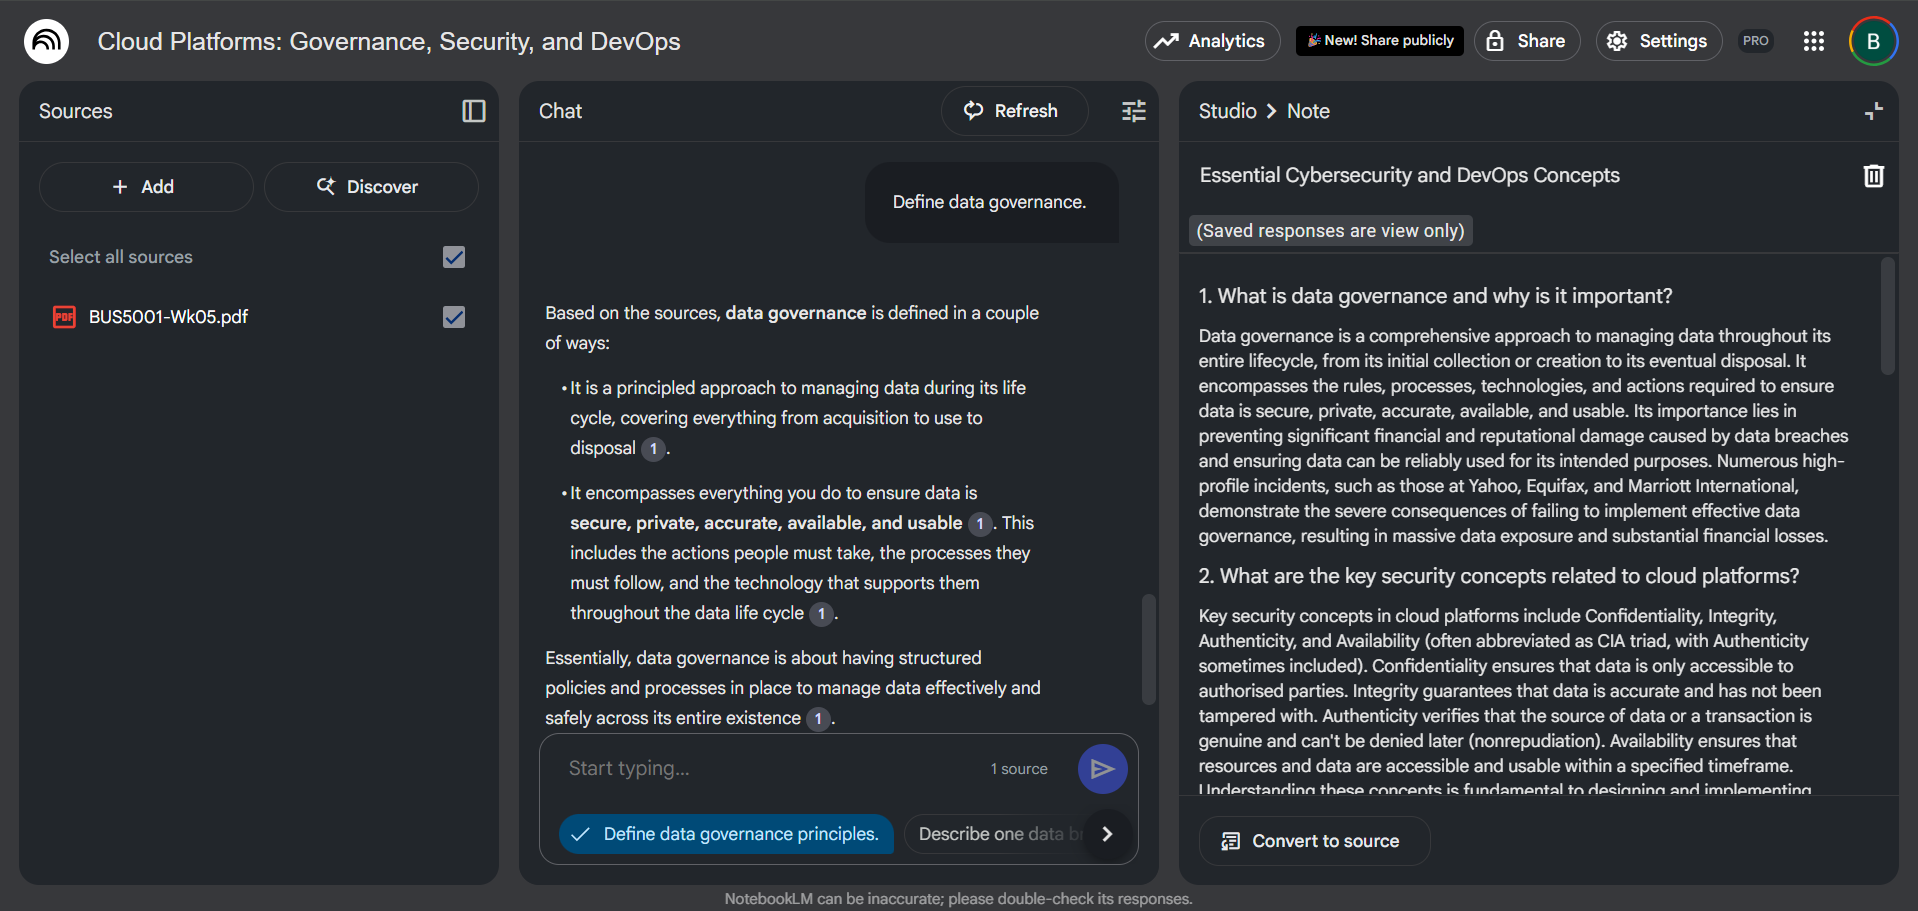 Cloud Platforms: Governance, Security, and DevOps
Analytics
New! Share publicly
Share
Settings
PRO
B
Sources
Add
Discover
Select all sources
PDF
BUS5001-Wk05.pdf
Chat
Refresh
Define data governance.
Based on the sources, data governance is defined in a couple
of ways:
• It is a principled approach to managing data during its life
cycle, covering everything from acquisition to use to
disposal 1.
• It encompasses everything you do to ensure data is
secure, private, accurate, available, and usable 1. This
includes the actions people must take, the processes they
must follow, and the technology that supports them
throughout the data life cycle 1.
Essentially, data governance is about having structured
policies and processes in place to manage data effectively and
safely across its entire existence 1.
Start typing...
1 source
Define data governance principles.
Describe one data
Studio > Note
Essential Cybersecurity and DevOps Concepts
(Saved responses are view only)
1. What is data governance and why is it important?
Data governance is a comprehensive approach to managing data throughout its
entire lifecycle, from its initial collection or creation to its eventual disposal. It
encompasses the rules, processes, technologies, and actions required to ensure
data is secure, private, accurate, available, and usable. Its importance lies in
preventing significant financial and reputational damage caused by data breaches
and ensuring data can be reliably used for its intended purposes. Numerous high-
profile incidents, such as those at Yahoo, Equifax, and Marriott International,
demonstrate the severe consequences of failing to implement effective data
governance, resulting in massive data exposure and substantial financial losses.
2. What are the key security concepts related to cloud platforms?
Key security concepts in cloud platforms include Confidentiality, Integrity,
Authenticity, and Availability (often abbreviated as CIA triad, with Authenticity
sometimes included). Confidentiality ensures that data is only accessible to
authorised parties. Integrity guarantees that data is accurate and has not been
tampered with. Authenticity verifies that the source of data or a transaction is
genuine and can't be denied later (nonrepudiation). Availability ensures that
resources and data are accessible and usable within a specified timeframe.
Understanding these concepts is fundamental to designing and implementing
Convert to source
NotebookLM can be inaccurate; please double-check its responses.